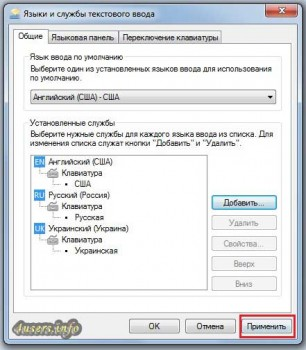 Языки и службы текстового ввода
Общие Языковая панель Переключение клавиатуры
Язык ввода по умолчанию
Выберите один из установленных языков ввода для использования
по умолчанию.
Английский (США) - США
Установленные службы
Выберите нужные службы для каждого языка ввода из списка. Для
изменения списка служат кнопки "Добавить" и "Удалить".
EN Английский (США)
Клавиатура
США
RU Русский (Россия)
Клавиатура
Русская
UK Украинский (Украина)
Клавиатура
Украинская
Добавить...
Удалить
Свойства...
Вверх
Вниз
OK Отмена Применить
4users.info